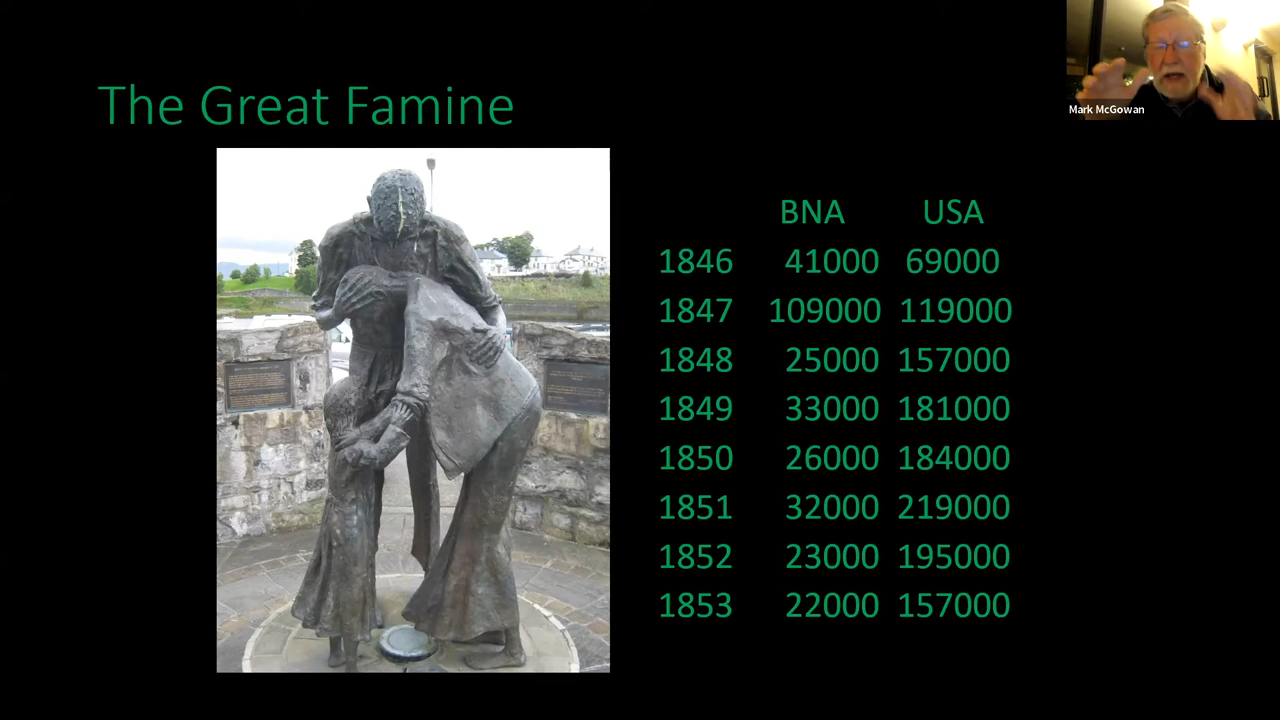 The Great Famine
Mark McGowan
BNA USA
1846 41000 69000
1847 109000 119000
1848 25000 157000
1849 33000 181000
1850 26000 184000
1851 32000 219000
1852 23000 195000
1853 22000 157000